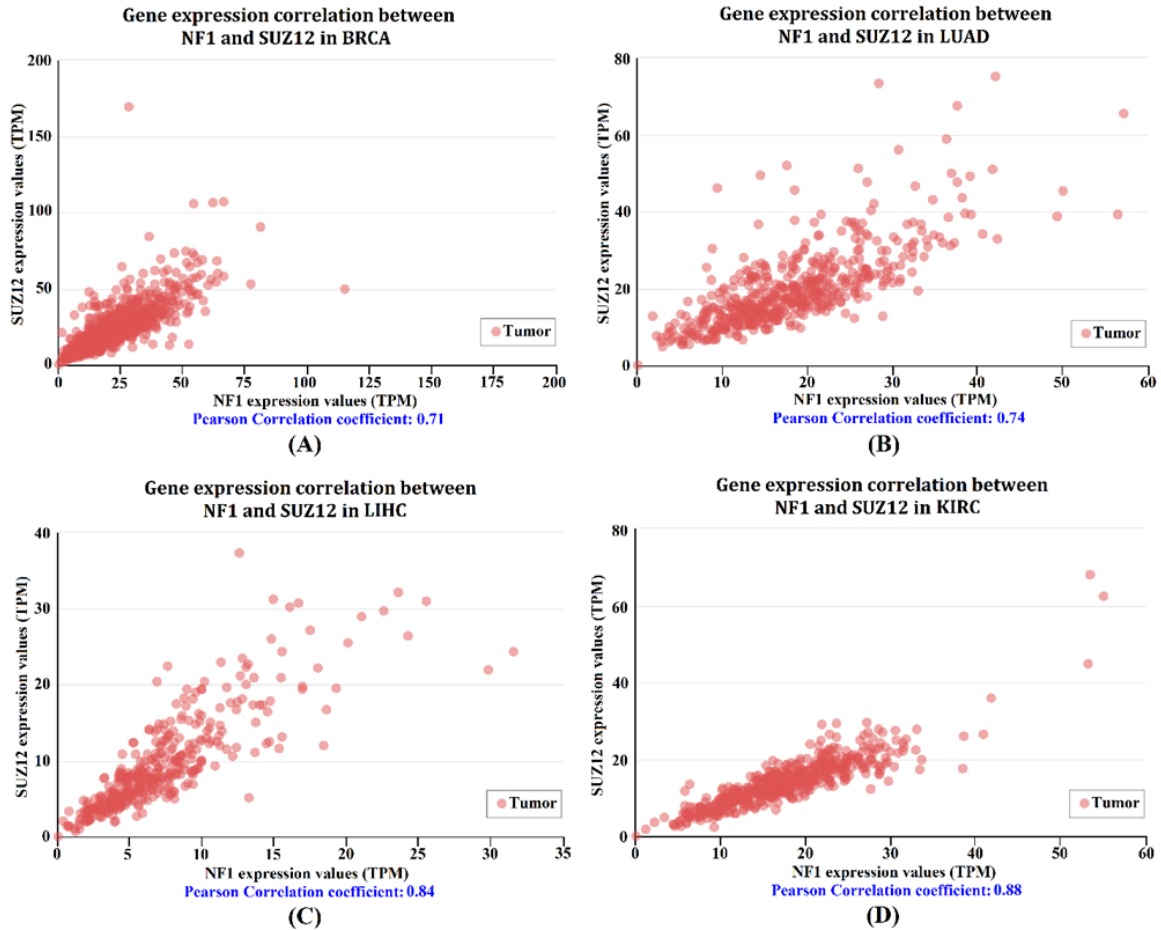 Gene expression correlation between
NF1 and SUZ12 in BRCA
200
150
100
50
0
SUZ12 expression values (TPM)
Tumor
0 25 50 75 100 125 150 175 200
NF1 expression values (TPM)
Pearson Correlation coefficient: 0.71
(A)
Gene expression correlation between
NF1 and SUZ12 in LUAD
80
60
40
20
0
SUZ12 expression values (TPM)
Tumor
0 10 20 30 40 50 60
NF1 expression values (TPM)
Pearson Correlation coefficient: 0.74
(B)
Gene expression correlation between
NF1 and SUZ12 in LIHC
40
30
20
10
0
SUZ12 expression values (TPM)
Tumor
0 5 10 15 20 25 30 35
NF1 expression values (TPM)
Pearson Correlation coefficient: 0.84
(C)
Gene expression correlation between
NF1 and SUZ12 in KIRC
80
60
40
20
0
SUZ12 expression values (TPM)
Tumor
0 10 20 30 40 50 60
NF1 expression values (TPM)
Pearson Correlation coefficient: 0.88
(D)